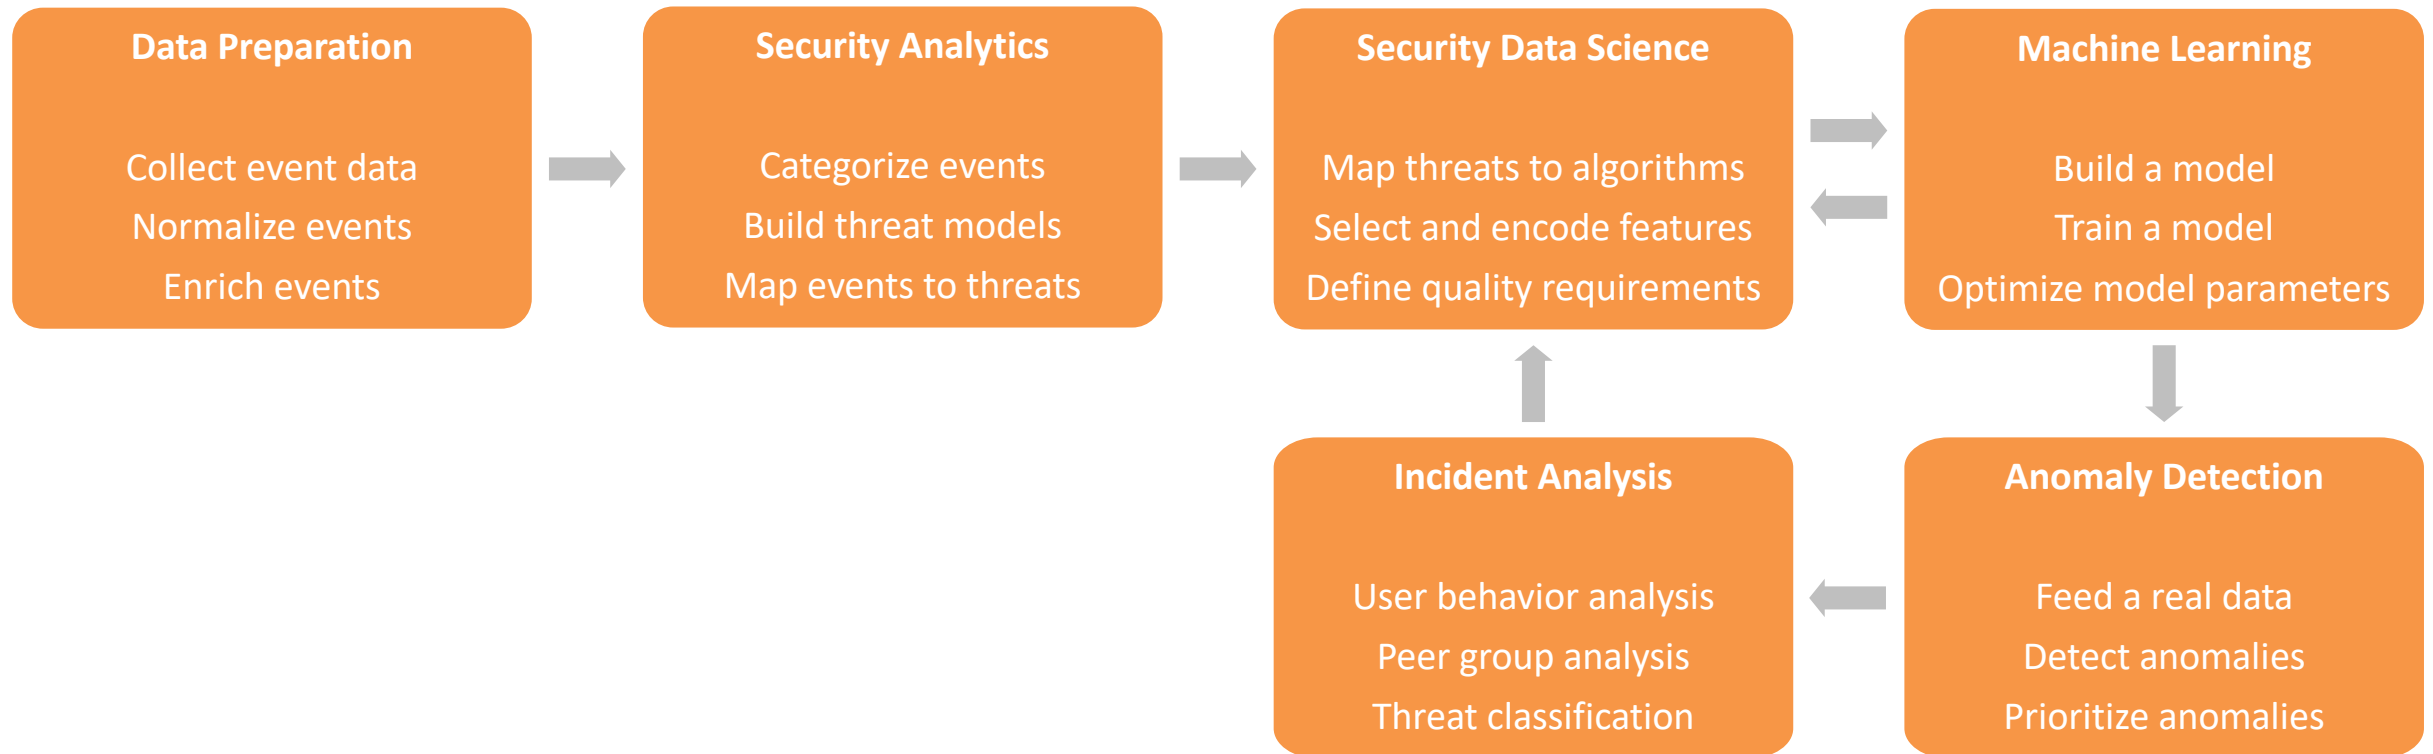 Data Preparation
Collect event data
Normalize events
Enrich events
Security Analytics
Categorize events
Build threat models
Map events to threats
Security Data Science
Map threats to algorithms
Select and encode features
Define quality requirements
Machine Learning
Build a model
Train a model
Optimize model parameters
Incident Analysis
User behavior analysis
Peer group analysis
Threat classification
Anomaly Detection
Feed a real data
Detect anomalies
Prioritize anomalies